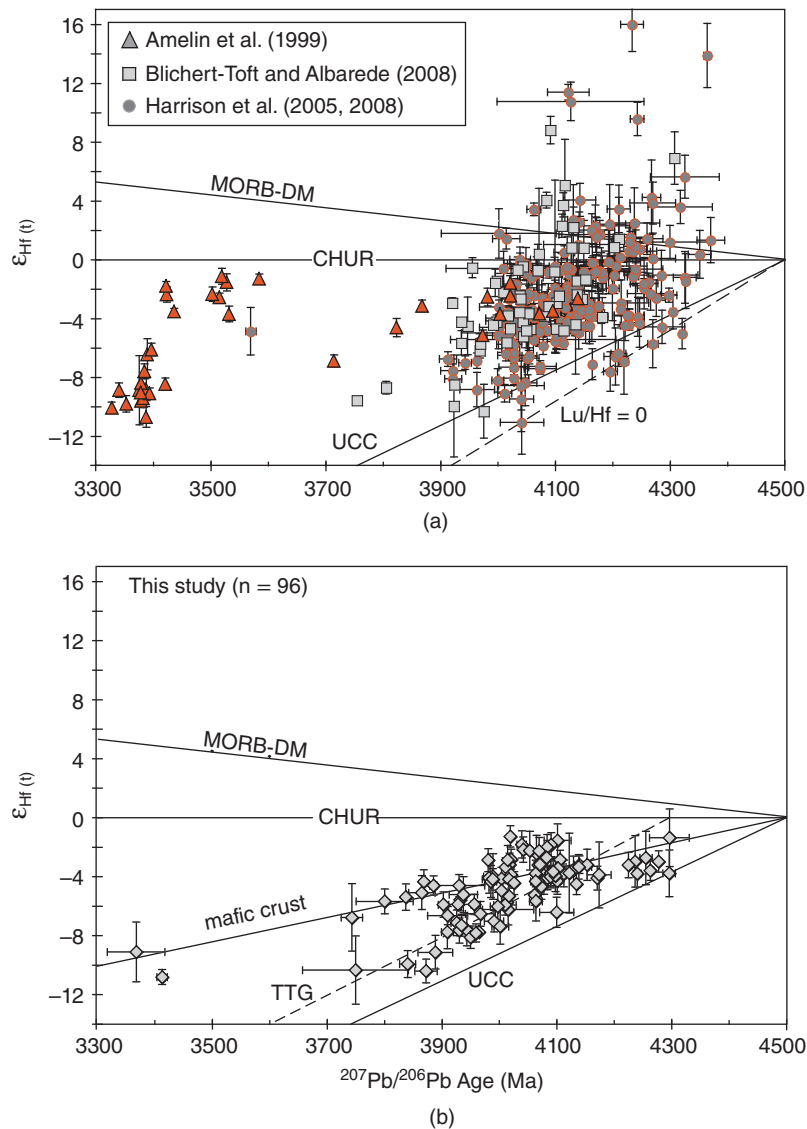 16
12
8
4
0
−4
−8
−12
ε Hf (t)
Amelin et al. (1999)
Blichert-Toft and Albarede (2008)
Harrison et al. (2005, 2008)
MORB-DM
CHUR
UCC
Lu/Hf = 0
3300 3500 3700 3900 4100 4300 4500
(a)
16
12
8
4
0
−4
−8
−12
ε Hf (t)
This study (n = 96)
MORB-DM
CHUR
mafic crust
TTG
UCC
3300 3500 3700 3900 4100 4300 4500
207Pb/206Pb Age (Ma)
(b)